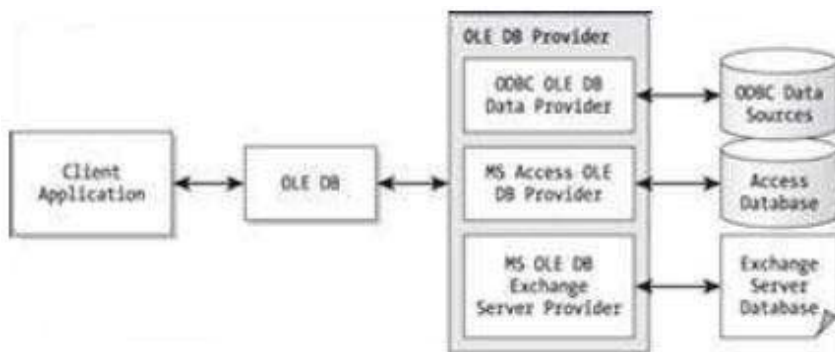 OLE DB Provider
ODBC OLE DB
Data Provider
ODBC Data
Sources
Client
Application
OLE DB
MS Access OLE
DB Provider
Access
Database
MS OLE DB
Exchange
Server Provider
Exchange
Server
Database